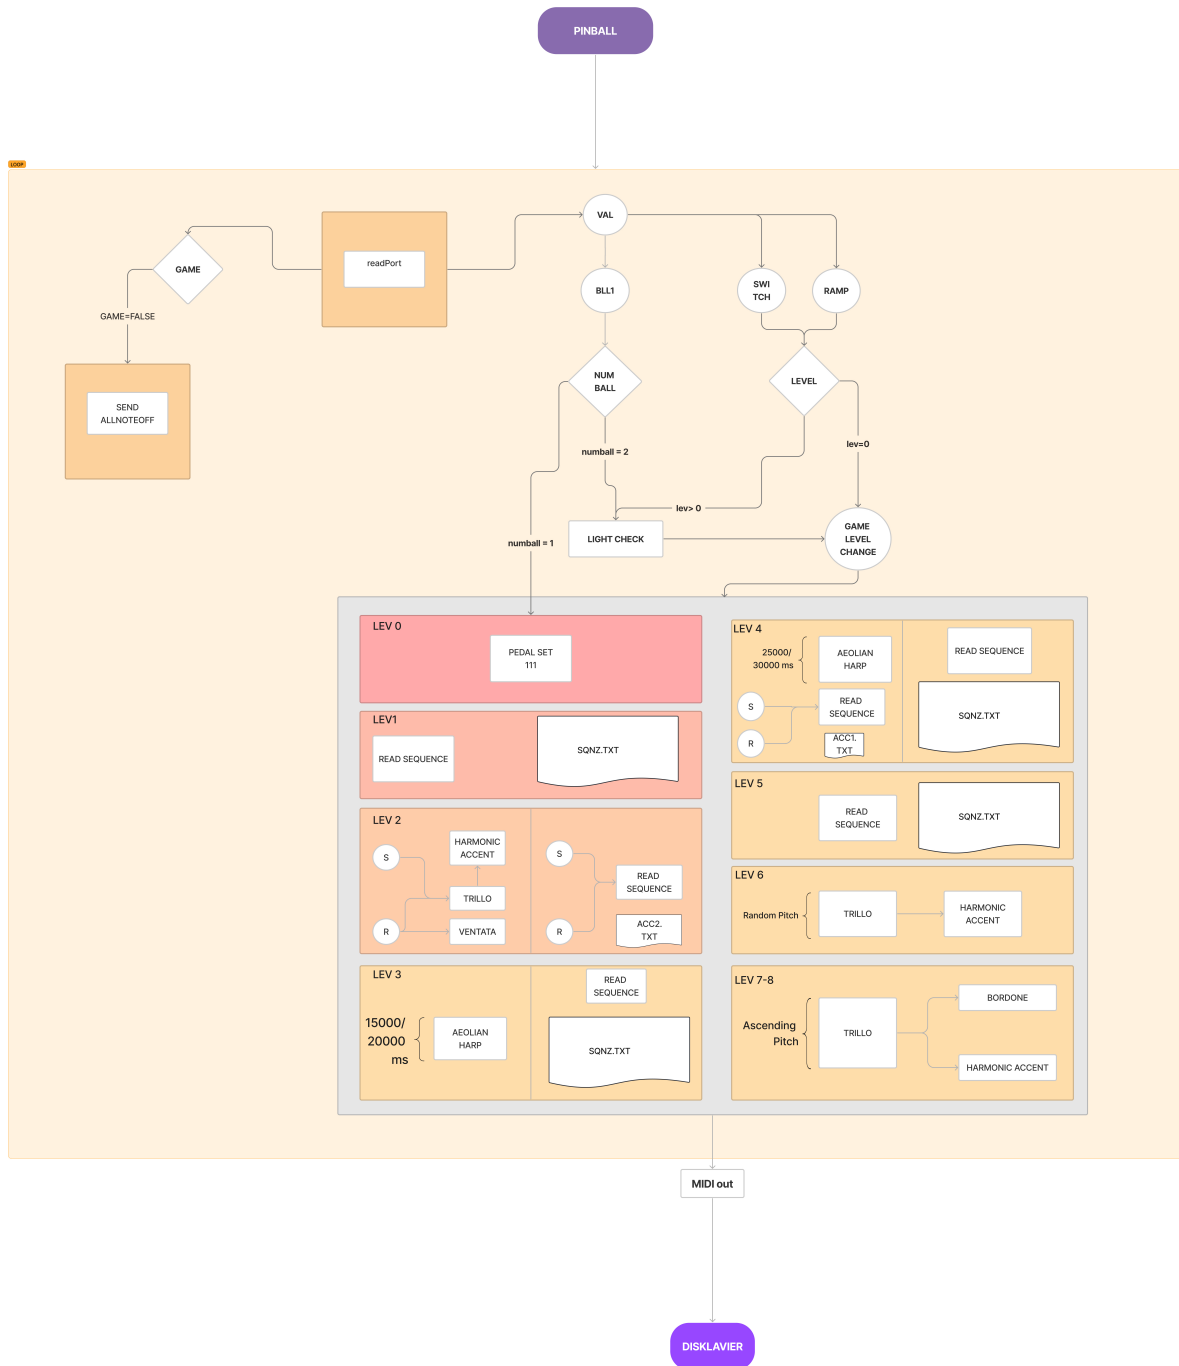 PINBALL
LOOP
VAL
readPort
GAME
SWI
TCH
RAMP
BLL1
GAME=FALSE
NUM
BALL
LEVEL
SEND
ALLNOTEOFF
numball = 2
lev=0
lev> 0
GAME
LEVEL
CHANGE
LIGHT CHECK
numball = 1
LEV 0
PEDAL SET
111
LEV1
READ SEQUENCE
SQNZ.TXT
LEV 2
S
HARMONIC
ACCENT
TRILLO
R
VENTATA
S
READ
SEQUENCE
R
ACC2.
TXT
LEV 3
15000/
20000
ms
AEOLIAN
HARP
READ
SEQUENCE
SQNZ.TXT
LEV 4
25000/
30000 ms
AEOLIAN
HARP
S
READ
SEQUENCE
R
ACC1.
TXT
READ SEQUENCE
SQNZ.TXT
LEV 5
READ
SEQUENCE
SQNZ.TXT
LEV 6
Random Pitch
TRILLO
HARMONIC
ACCENT
LEV 7-8
Ascending
Pitch
TRILLO
BORDONE
HARMONIC ACCENT
MIDI out
DISKLAVIER